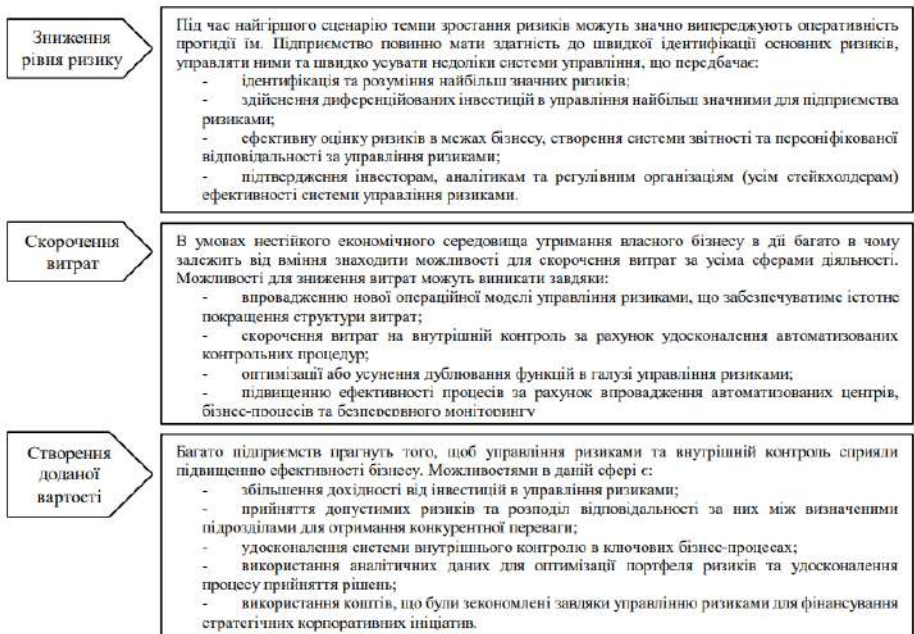 Зниження
рівня ризику
Під час найгіршого сценарію темпи зростання ризиків можуть значно випереджують оперативність
протидії їм. Підприємство повинно мати здатність до швидкої ідентифікації основних ризиків,
управляти ними та швидко усувати недоліки системи управління, що передбачає:
- ідентифікація та розуміння найбільш значних ризиків;
- здійснення диференційованих інвестицій в управління найбільш значними для підприємства
ризиками;
- ефективну оцінку ризиків в межах бізнесу, створення системи звітності та персоніфікованої
відповідальності за управління ризиками;
- підтвердження інвесторам, аналітикам та регулівним організаціям (усім стейкхолдерам)
ефективності системи управління ризиками.
Скорочення
витрат
В умовах нестійкого економічного середовища утримання власного бізнесу в дії багато в чому
залежить від вміння знаходити можливості для скорочення витрат за усіма сферами діяльності.
Можливості для зниження витрат можуть виникати завдяки:
- впровадженню нової операційної моделі управління ризиками, що забезпечуватиме істотне
покращення структури витрат;
- скорочення витрат на внутрішній контроль за рахунок удосконалення автоматизованих
контрольних процедур;
- оптимізації або усунення дублювання функцій в галузі управління ризиками;
- підвищенню ефективності процесів за рахунок впровадження автоматизованих центрів,
бізнес-процесів та безперервного моніторингу
Створення
доданої
вартості
Багато підприємств прагнуть того, щоб управління ризиками та внутрішній контроль сприяли
підвищенню ефективності бізнесу. Можливостями в даній сфері є:
- збільшення дохідності від інвестицій в управління ризиками;
- прийняття допустимих ризиків та розподіл відповідальності за них між визначеними
підрозділами для отримання конкурентної переваги;
- удосконалення системи внутрішнього контролю в ключових бізнес-процесах;
- використання аналітичних даних для оптимізації портфеля ризиків та удосконалення
процесу прийняття рішень;
- використання коштів, що були зекономлені завдяки управлінню ризиками для фінансування
стратегічних корпоративних ініціатив.